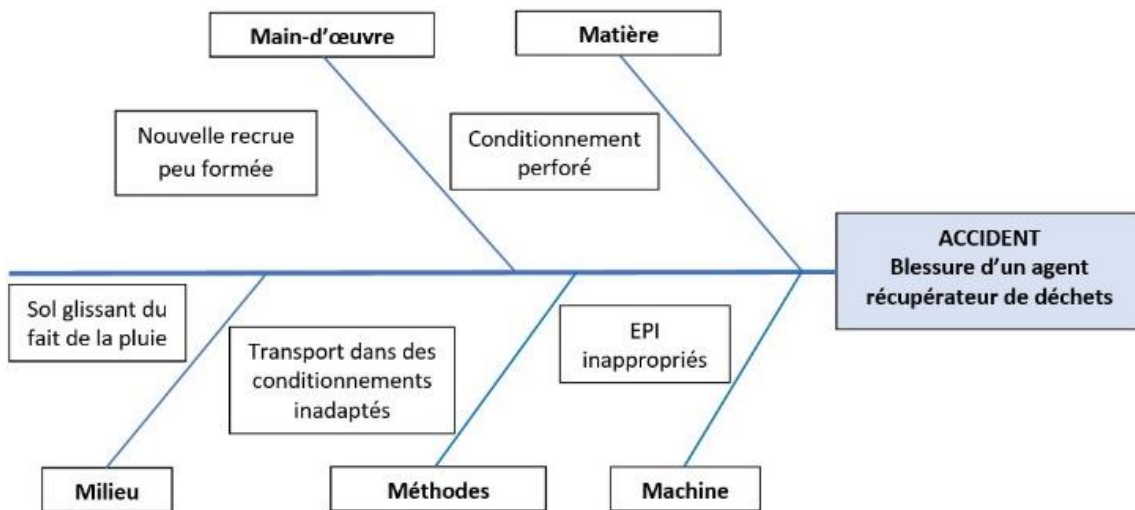 Main-d'œuvre
Matière
Nouvelle recrue
peu formée
Conditionnement
perforé
ACCIDENT
Blessure d'un agent
récupérateur de déchets
Sol glissant du
fait de la pluie
Transport dans des
conditionnements
inadaptés
EPI
inappropriés
Milieu
Méthodes
Machine